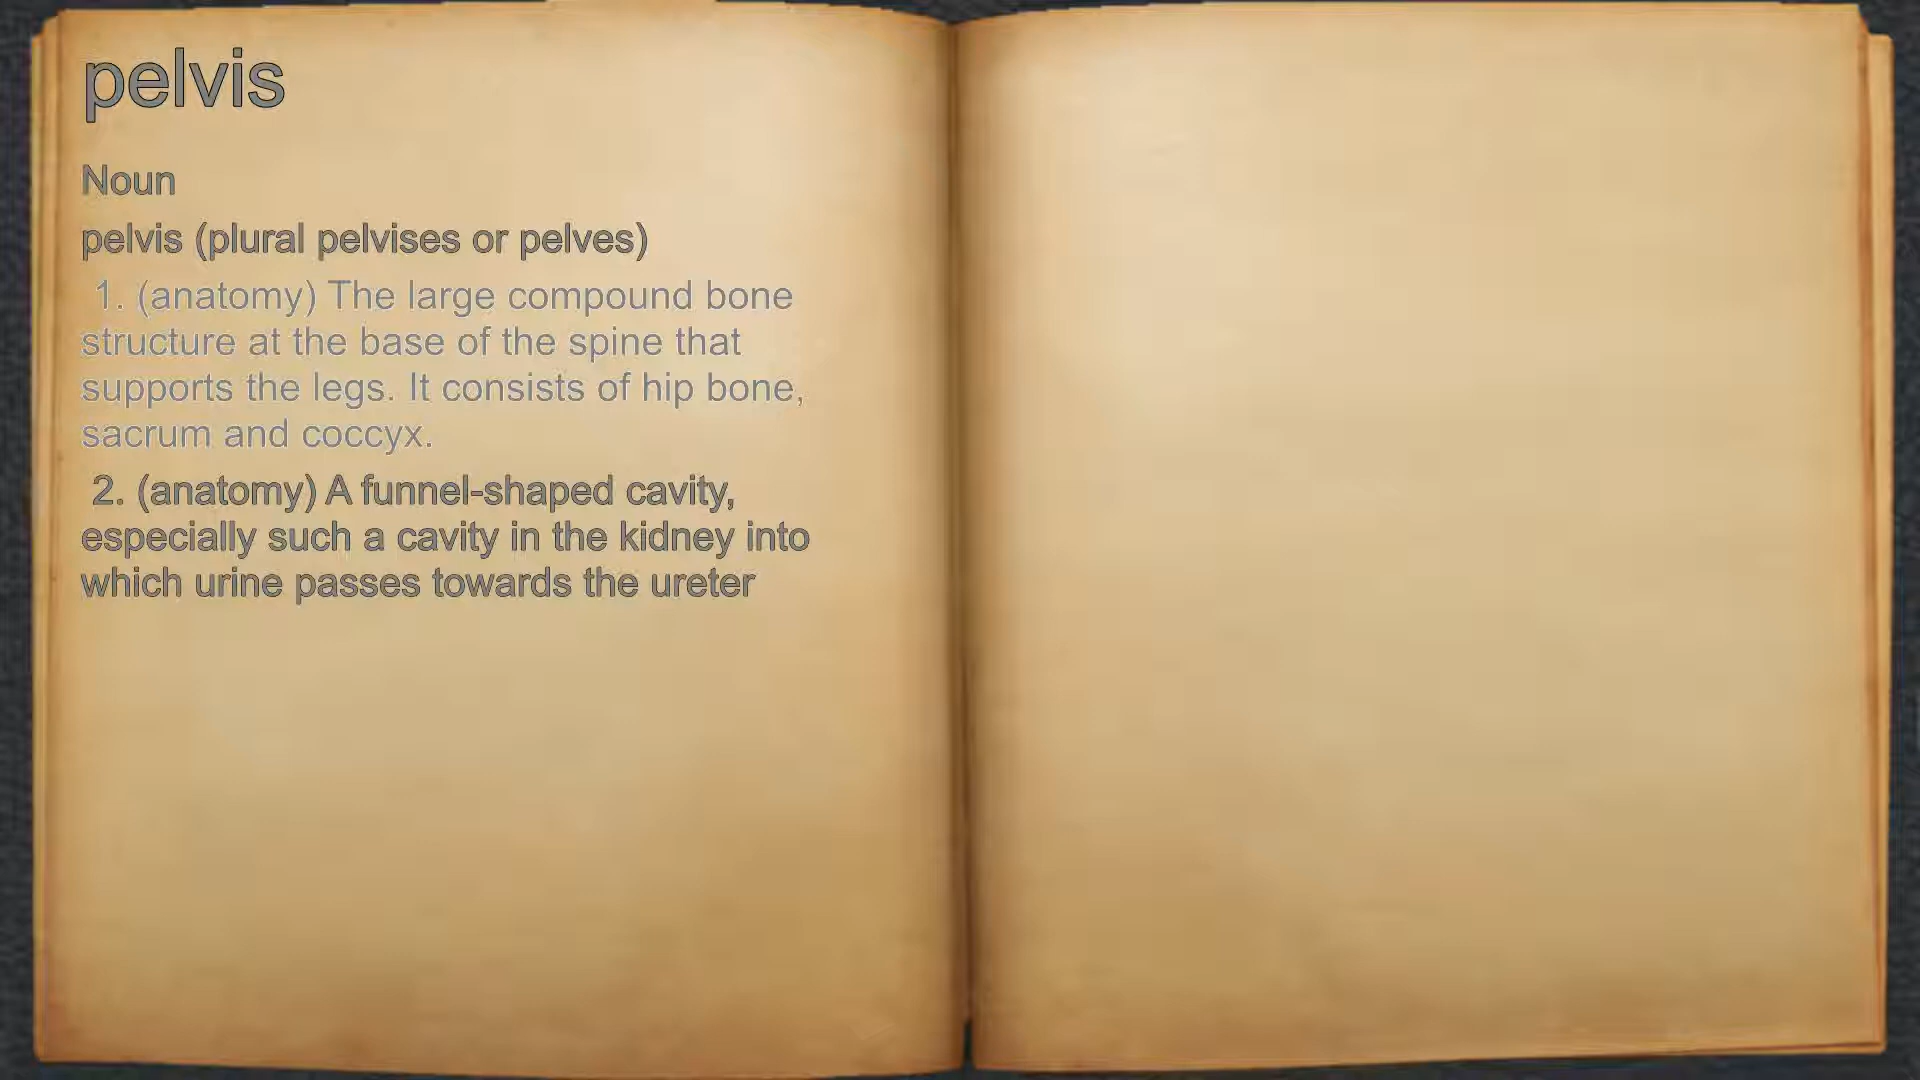 pelvis
Noun
pelvis (plural pelvises or pelves)
1. (anatomy) The large compound bone
structure at the base of the spine that
supports the legs. It consists of hip bone,
sacrum and coccyx.
2. (anatomy) A funnel-shaped cavity,
especially such a cavity in the kidney into
which urine passes towards the ureter